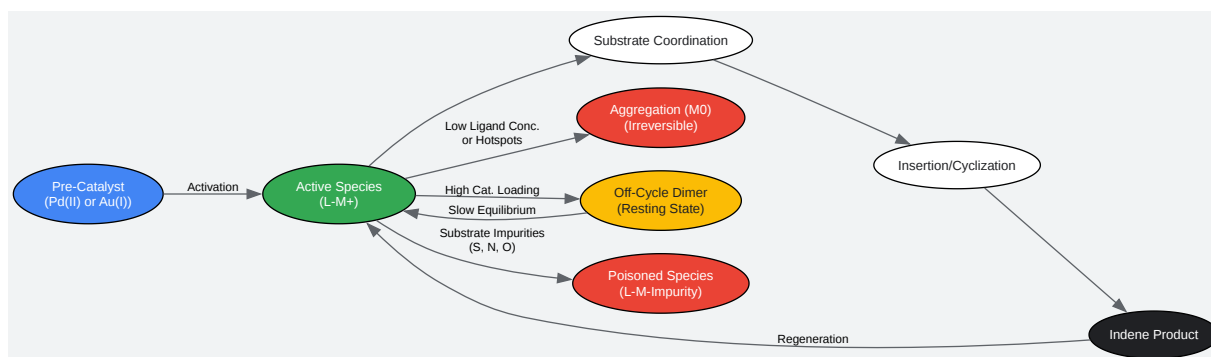 Substrate Coordination
Aggregation (M0)
(Irreversible)
Low Ligand Conc.
or Hotspots
Insertion/Cyclization
Pre-Catalyst
(Pd(II) or Au(I))
Activation
Active Species
(L-M+)
High Cat. Loading
Slow Equilibrium
Off-Cycle Dimer
(Resting State)
Substrate Impurities
(S, N, O)
Poisoned Species
(L-M-Impurity)
Regeneration
Indene Product